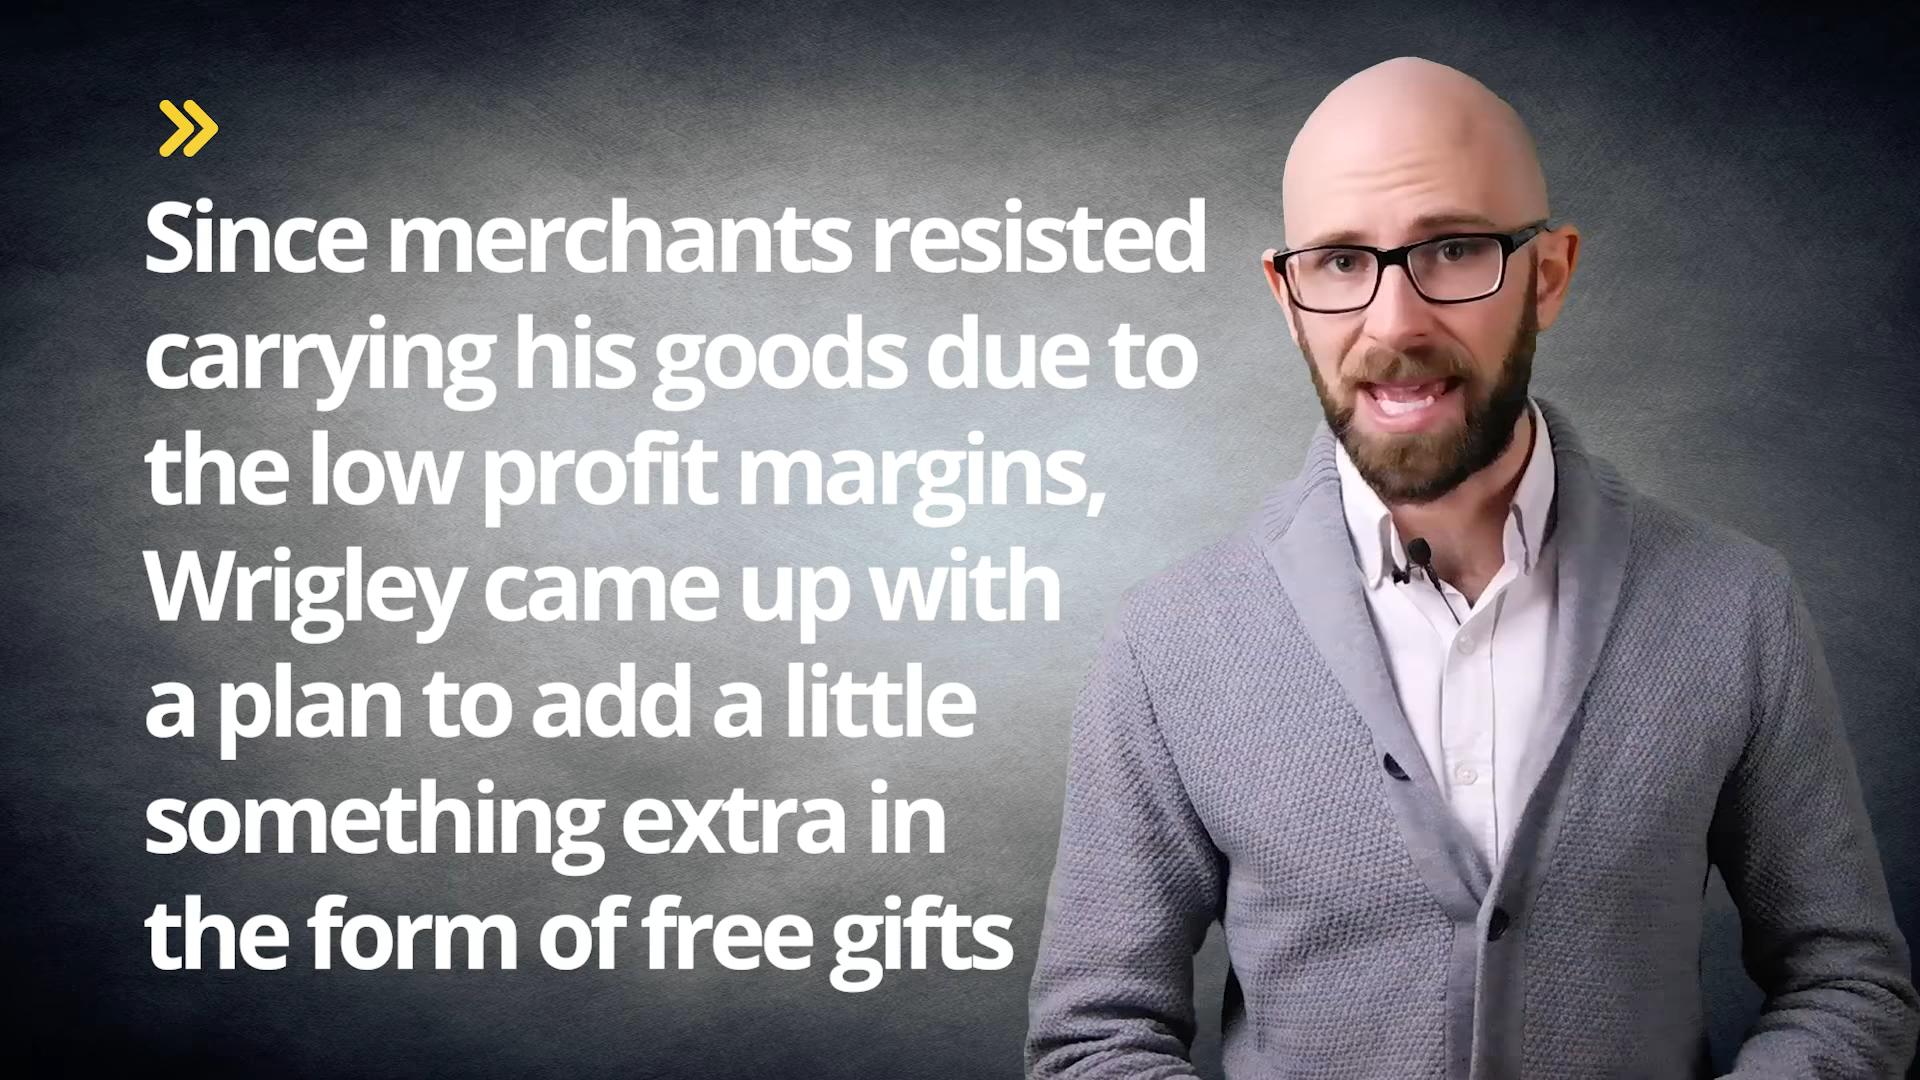 Since merchants resisted
carrying his goods due to
the low profit margins,
Wrigley came up with
a plan to add a little
something extra in
the form of free gifts